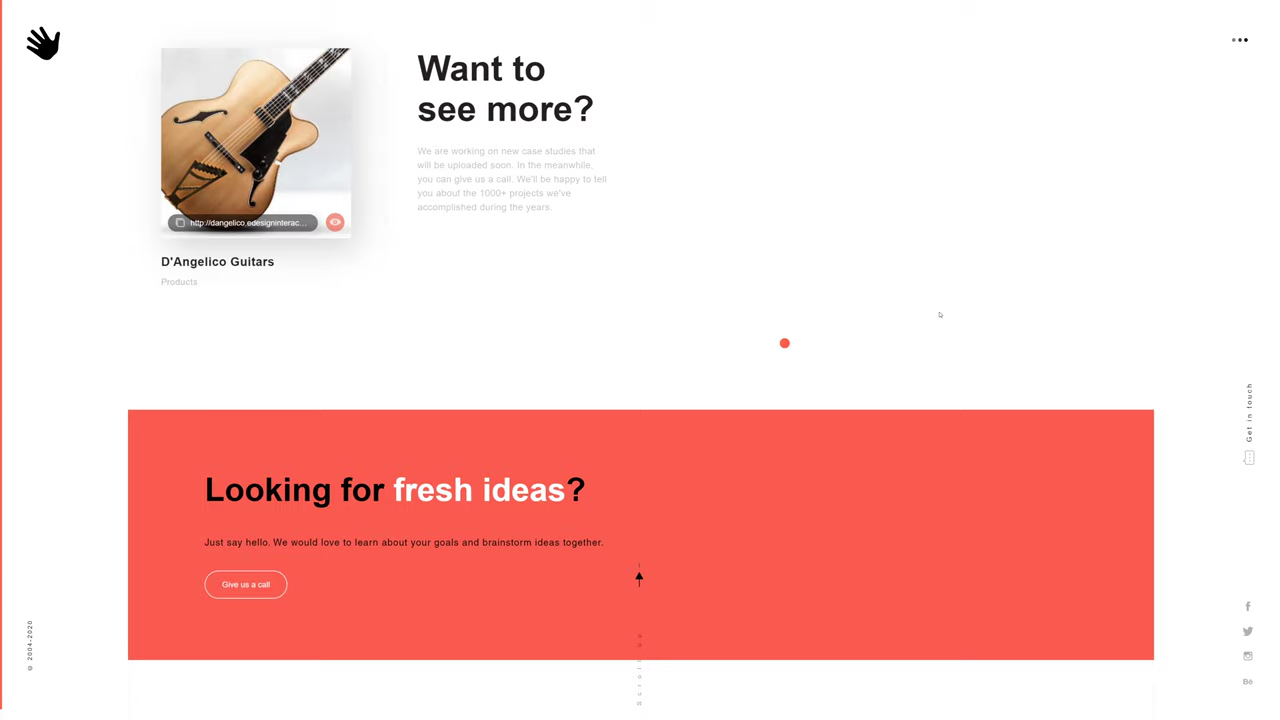 Want to
see more?
We are working on new case studies that
will be uploaded soon. In the meanwhile,
you can give us a call. We'll be happy to tell
you about the 1000+ projects we've
accomplished during the years.
http://dangelico.edesigninterac...
D'Angelico Guitars
Products
Get in touch
Looking for fresh ideas?
Just say hello. We would love to learn about your goals and brainstorm ideas together.
Give us a call
© 2004-2020
Be